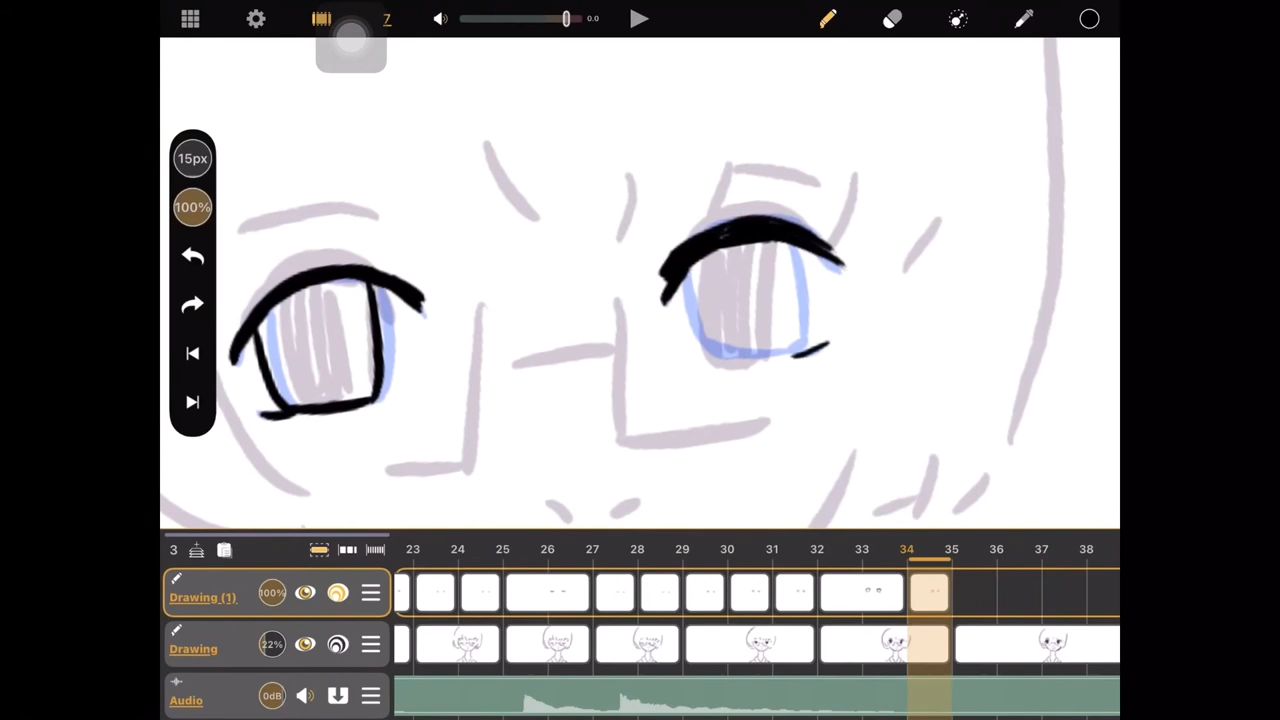 7 0.0
15px
100%
3 23 24 25 26 27 28 29 30 31 32 33 34 35 36 37 38
Drawing (1) 100%
Drawing 22%
Audio 0dB